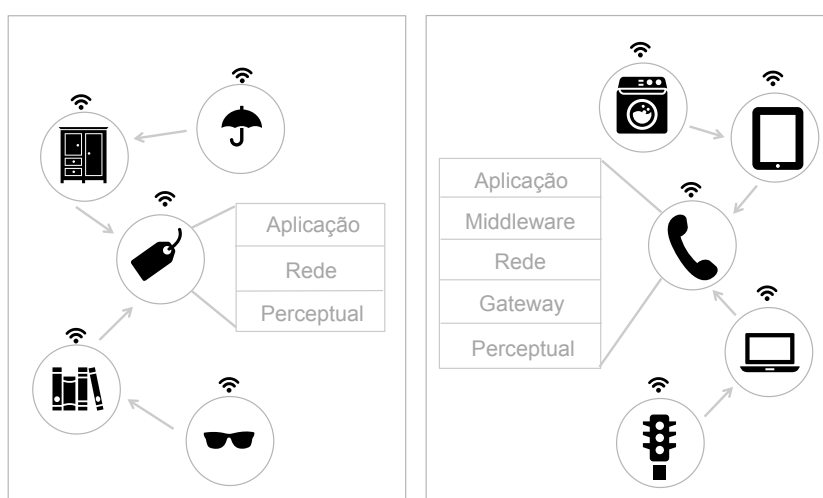 Aplicação
Rede
Perceptual
Aplicação
Middleware
Rede
Gateway
Perceptual